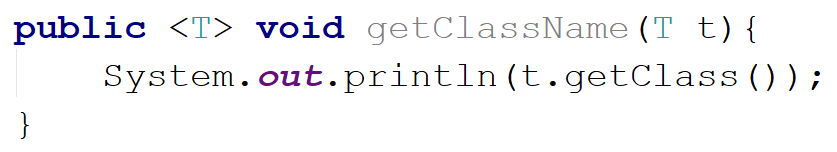 public <T> void getClassName(T t){
    System.out.println(t.getClass());
}